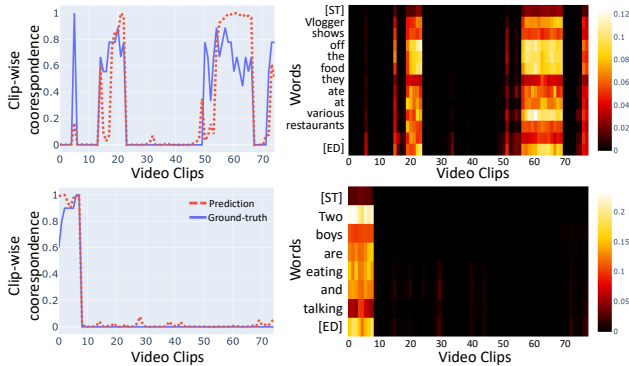 Clip-wise
coorespondence
1
0.8
0.6
0.4
0.2
0
0 10 20 30 40 50 60 70
Video Clips
Words
[ST]
Vlogger
shows
off
the
food
they
ate
at
various
restaurants
.
[ED]
0 10 20 30 40 50 60 70
Video Clips
0.12
0.1
0.08
0.06
0.04
0.02
0
Clip-wise
coorespondence
1
0.8
0.6
0.4
0.2
0
Prediction
Ground-truth
0 10 20 30 40 50 60 70
Video Clips
Words
[ST]
Two
boys
are
eating
and
talking
[ED]
0 10 20 30 40 50 60 70
Video Clips
0.2
0.15
0.1
0.05
0